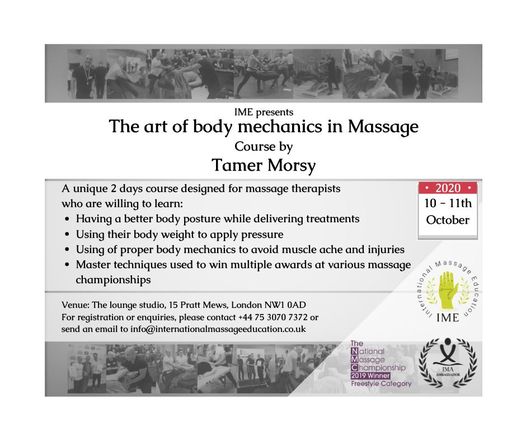 IME presents
The art of body mechanics in Massage
Course by
Tamer Morsy
A unique 2 days course designed for massage therapists
who are willing to learn:
• Having a better body posture while delivering treatments
• Using their body weight to apply pressure
• Using of proper body mechanics to avoid muscle ache and injuries
• Master techniques used to win multiple awards at various massage
championships
• 2020 •
10 - 11th
October
International Massage Education
IME
Venue: The lounge studio, 15 Pratt Mews, London NW1 0AD
For registration or enquiries, please contact +44 75 3070 7372 or
send an email to info@internationalmassageeducation.co.uk
The
National
Massage
Championship
2019 Winner
Freestyle Category
IMA
AMBASSADOR